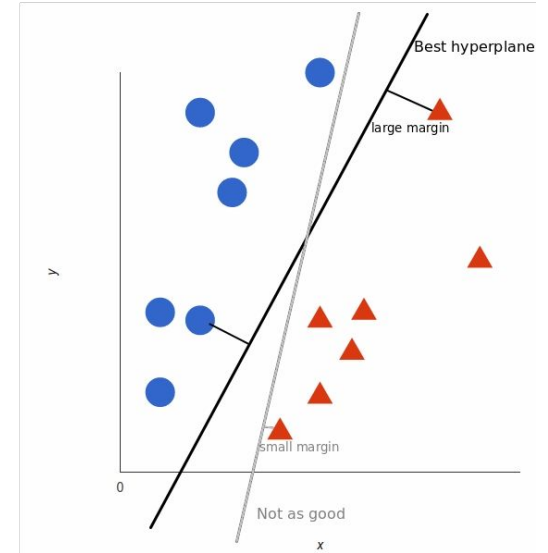 Best hyperplane
large margin
y
small margin
0
Not as good
x